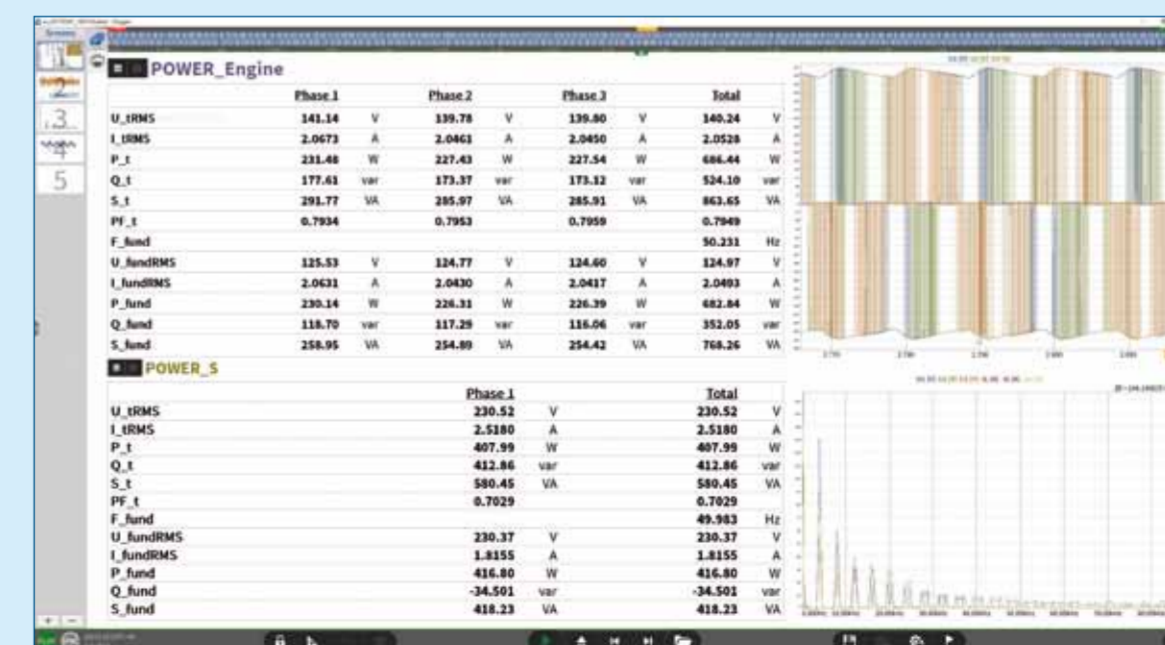 Screens
2
3
4
5
POWER_Engine
Phase 1 Phase 2 Phase 3 Total
U_tRMS 141.14 V 139.78 V 139.80 V 140.24 V
I_tRMS 2.0673 A 2.0461 A 2.0450 A 2.0528 A
P_t 231.48 W 227.43 W 227.54 W 686.44 W
Q_t 177.61 var 173.37 var 173.12 var 524.10 var
S_t 291.77 VA 285.97 VA 285.91 VA 863.65 VA
PF_t 0.7934 0.7953 0.7959 0.7949
F_fund 50.231 Hz
U_fundRMS 125.53 V 124.77 V 124.60 V 124.97 V
I_fundRMS 2.0631 A 2.0430 A 2.0417 A 2.0493 A
P_fund 230.14 W 226.31 W 226.39 W 682.84 W
Q_fund 118.70 var 117.29 var 116.06 var 352.05 var
S_fund 258.95 VA 254.89 VA 254.42 VA 768.26 VA
POWER_S
Phase 1 Total
U_tRMS 230.52 V 230.52 V
I_tRMS 2.5180 A 2.5180 A
P_t 407.99 W 407.99 W
Q_t 412.86 var 412.86 var
S_t 580.45 VA 580.45 VA
PF_t 0.7029 0.7029
F_fund 49.983 Hz
U_fundRMS 230.37 V 230.37 V
I_fundRMS 1.8155 A 1.8155 A
P_fund 416.80 W 416.80 W
Q_fund -34.501 var -34.501 var
S_fund 418.23 VA 418.23 VA